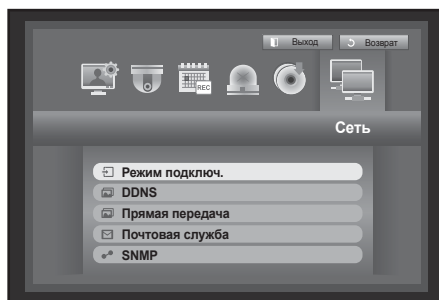 Выход
Возврат
REC
Сеть
Режим подключ.
DDNS
Прямая передача
Почтовая служба
SNMP